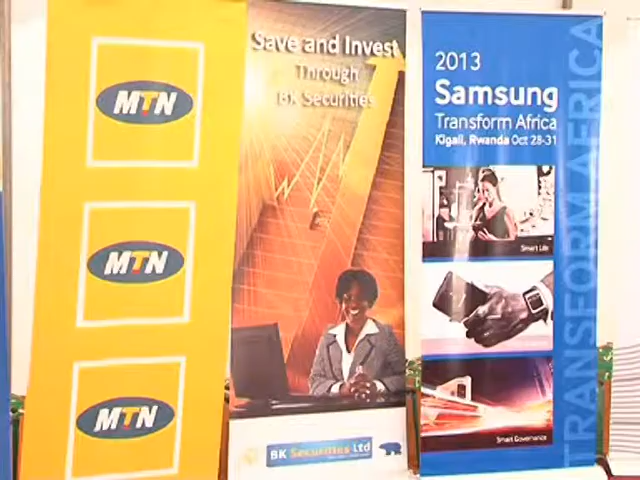 MTN
MTN
MTN
Save and Invest
Through
BK Securities
BK Securities Ltd
2013
Samsung
Transform Africa
Kigali, Rwanda Oct 28-31
Smart Life
Smart Governance
TRANSFORM AFRICA